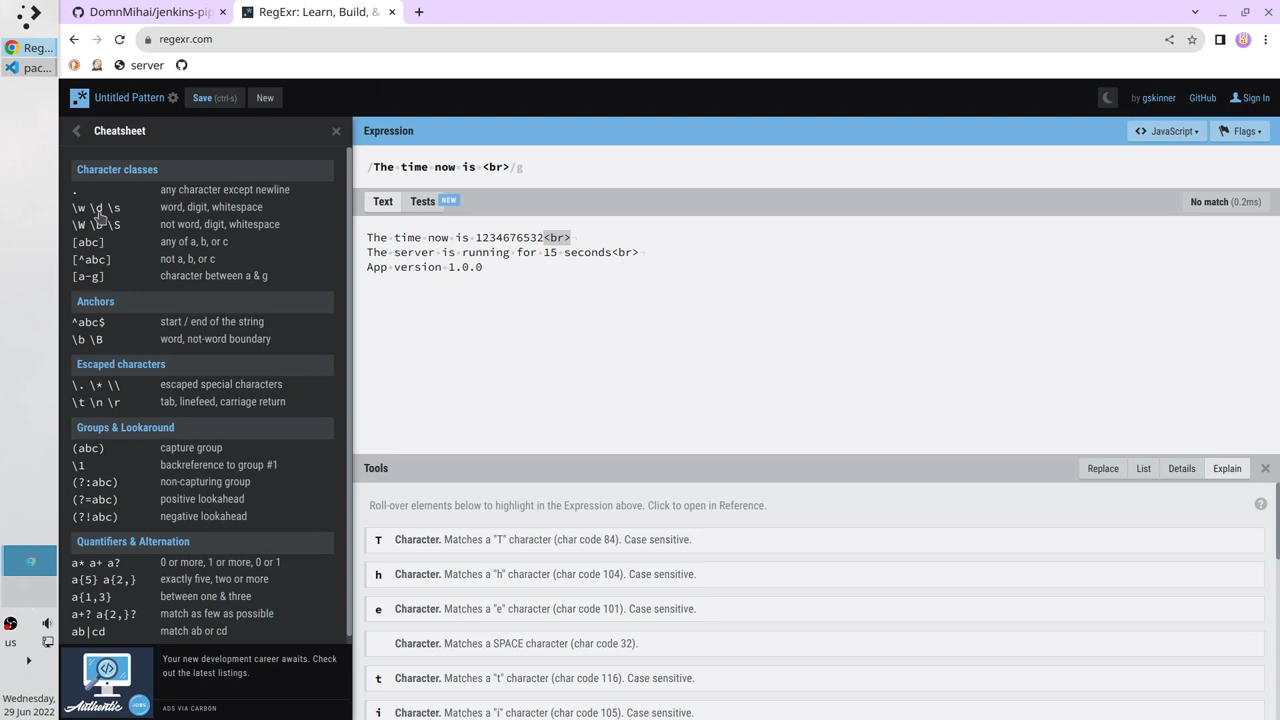 DomnMihai/jenkins-pip
RegExr: Learn, Build, &
Reg...
pac...
regexr.com
server
Untitled Pattern
Save (ctrl-s)
New
by gskinner
GitHub
Sign In
Cheatsheet
Expression
JavaScript
Flags
Character classes
. any character except newline
\w \d \s word, digit, whitespace
\W \D \S not word, digit, whitespace
[abc] any of a, b, or c
[^abc] not a, b, or c
[a-g] character between a & g
Anchors
^abc$ start / end of the string
\b \B word, not-word boundary
Escaped characters
\. \* \\ escaped special characters
\t \n \r tab, linefeed, carriage return
Groups & Lookaround
(abc) capture group
\1 backreference to group #1
(?:abc) non-capturing group
(?=abc) positive lookahead
(?!abc) negative lookahead
Quantifiers & Alternation
a* a+ a? 0 or more, 1 or more, 0 or 1
a{5} a{2,} exactly five, two or more
a{1,3} between one & three
a+? a{2,}? match as few as possible
ab|cd match ab or cd
Authentic
JOBS
Your new development career awaits. Check
out the latest listings.
ADS VIA CARBON
/The·time·now·is·<br>/g
Text
Tests NEW
No match (0.2ms)
The·time·now·is·1234676532<br>
The·server·is·running·for·15·seconds<br>
App·version·1.0.0
Tools
Replace
List
Details
Explain
Roll-over elements below to highlight in the Expression above. Click to open in Reference.
T Character. Matches a "T" character (char code 84). Case sensitive.
h Character. Matches a "h" character (char code 104). Case sensitive.
e Character. Matches a "e" character (char code 101). Case sensitive.
Character. Matches a SPACE character (char code 32).
t Character. Matches a "t" character (char code 116). Case sensitive.
i Character. Matches a "i" character (char code 105). Case sensitive.
us
Wednesday,
29 Jun 2022